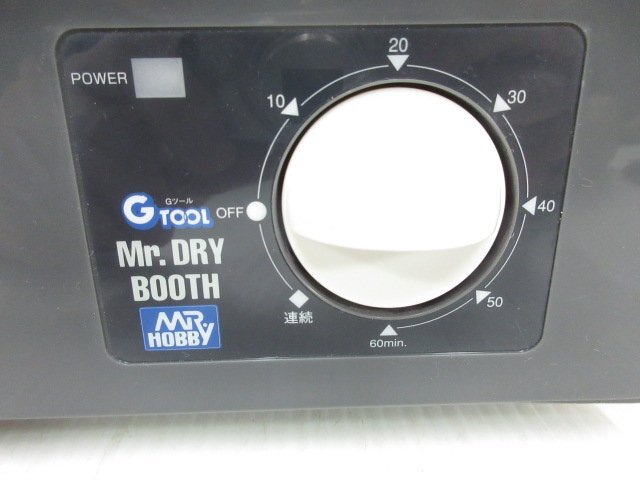 POWER
20
10
30
Gツール
G TOOL
OFF
40
Mr. DRY
BOOTH
連続
50
60min.
MR.
HOBBY